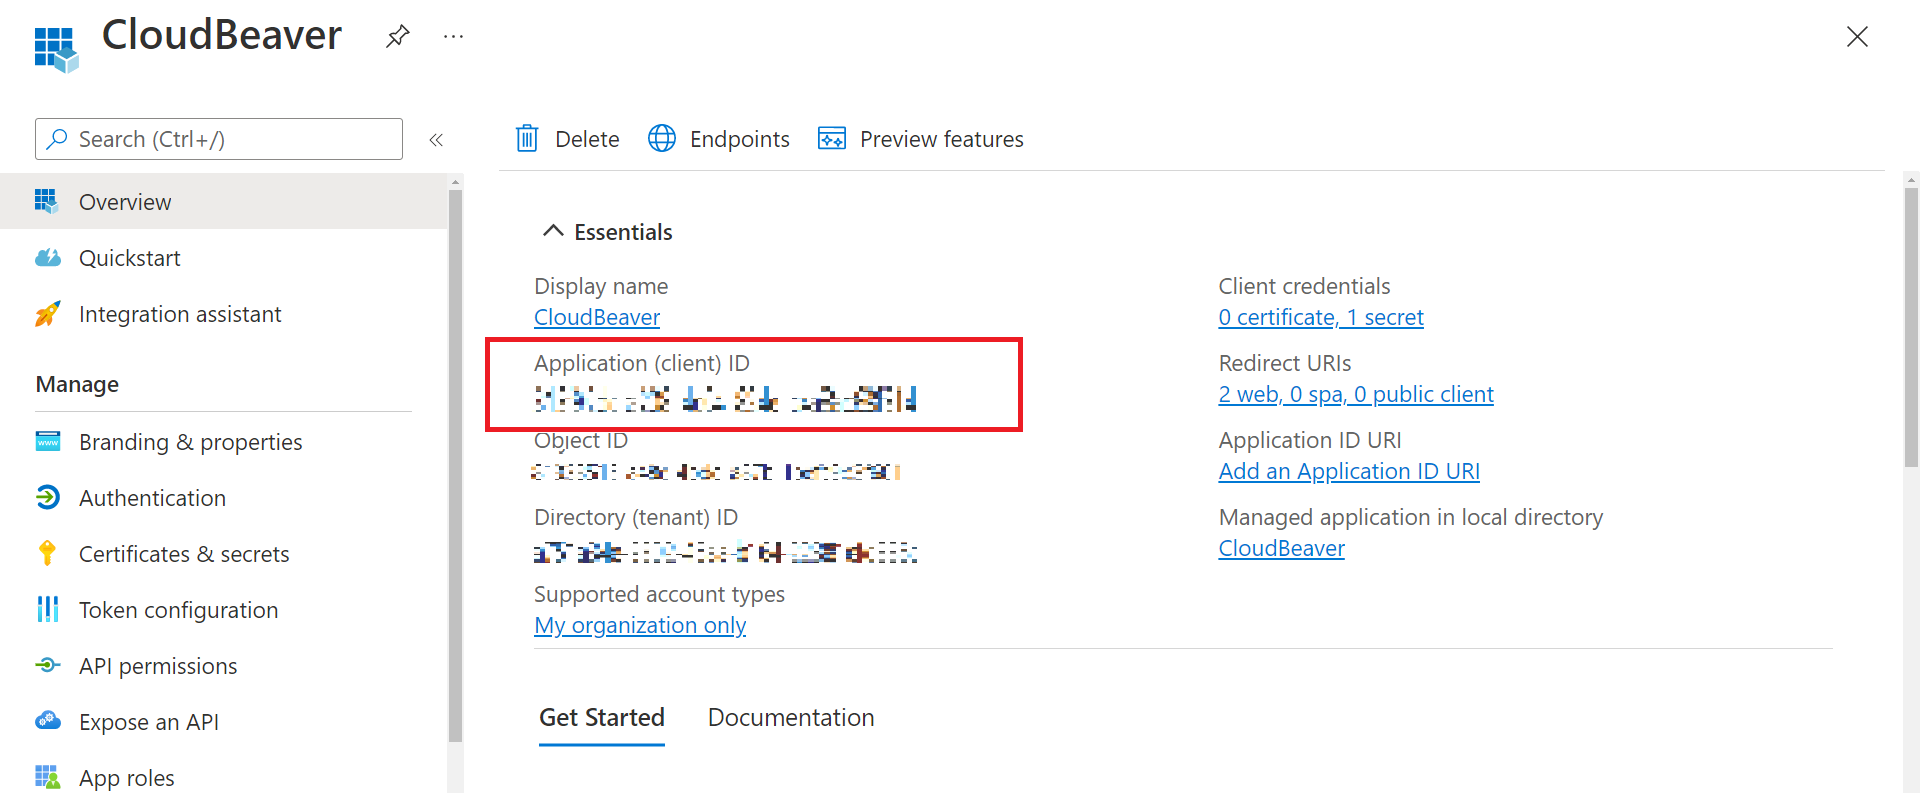 CloudBeaver
Search (Ctrl+/)
Overview
Quickstart
Integration assistant
Manage
Branding & properties
Authentication
Certificates & secrets
Token configuration
API permissions
Expose an API
App roles
Delete
Endpoints
Preview features
Essentials
Display name
CloudBeaver
Application (client) ID
Object ID
Directory (tenant) ID
Supported account types
My organization only
Client credentials
0 certificate, 1 secret
Redirect URIs
2 web, 0 spa, 0 public client
Application ID URI
Add an Application ID URI
Managed application in local directory
CloudBeaver
Get Started
Documentation